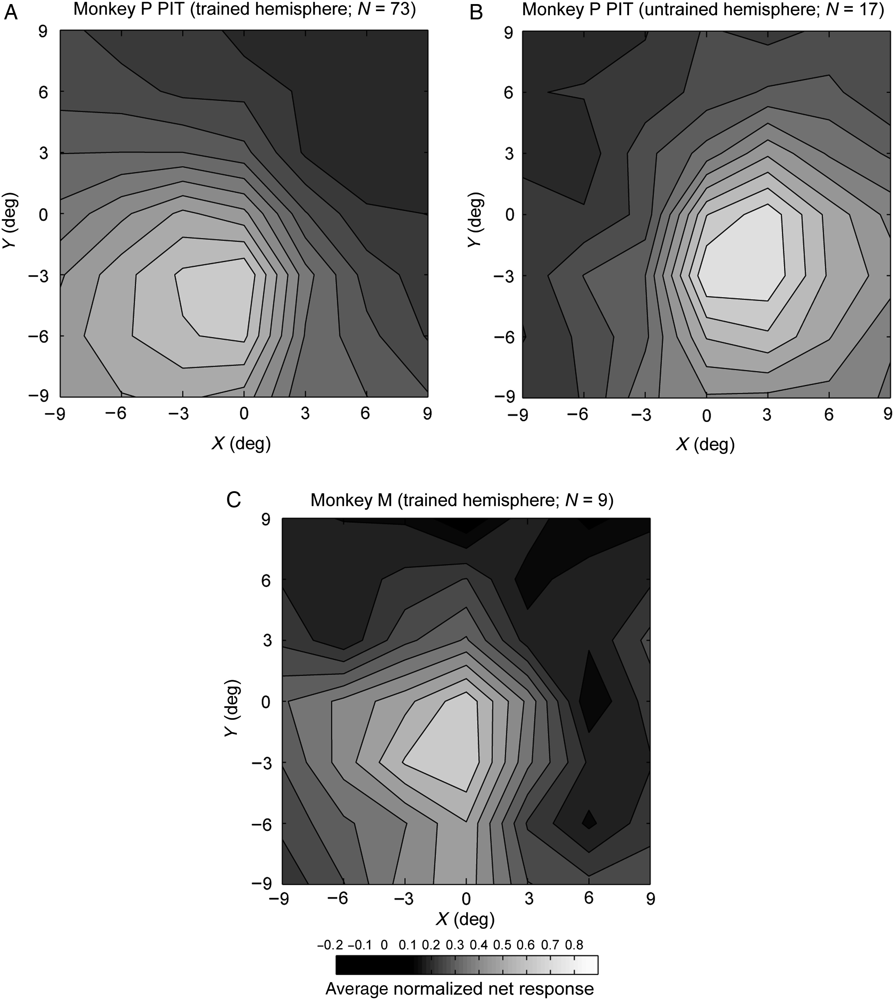 A Monkey P PIT (trained hemisphere; N = 73)
9
6
3
0
−3
−6
−9
Y (deg)
−9 −6 −3 0 3 6 9
X (deg)
B Monkey P PIT (untrained hemisphere; N = 17)
9
6
3
0
−3
−6
−9
Y (deg)
−9 −6 −3 0 3 6 9
X (deg)
C Monkey M (trained hemisphere; N = 9)
9
6
3
0
−3
−6
−9
Y (deg)
−9 −6 −3 0 3 6 9
X (deg)
−0.2 −0.1 0 0.1 0.2 0.3 0.4 0.5 0.6 0.7 0.8
Average normalized net response